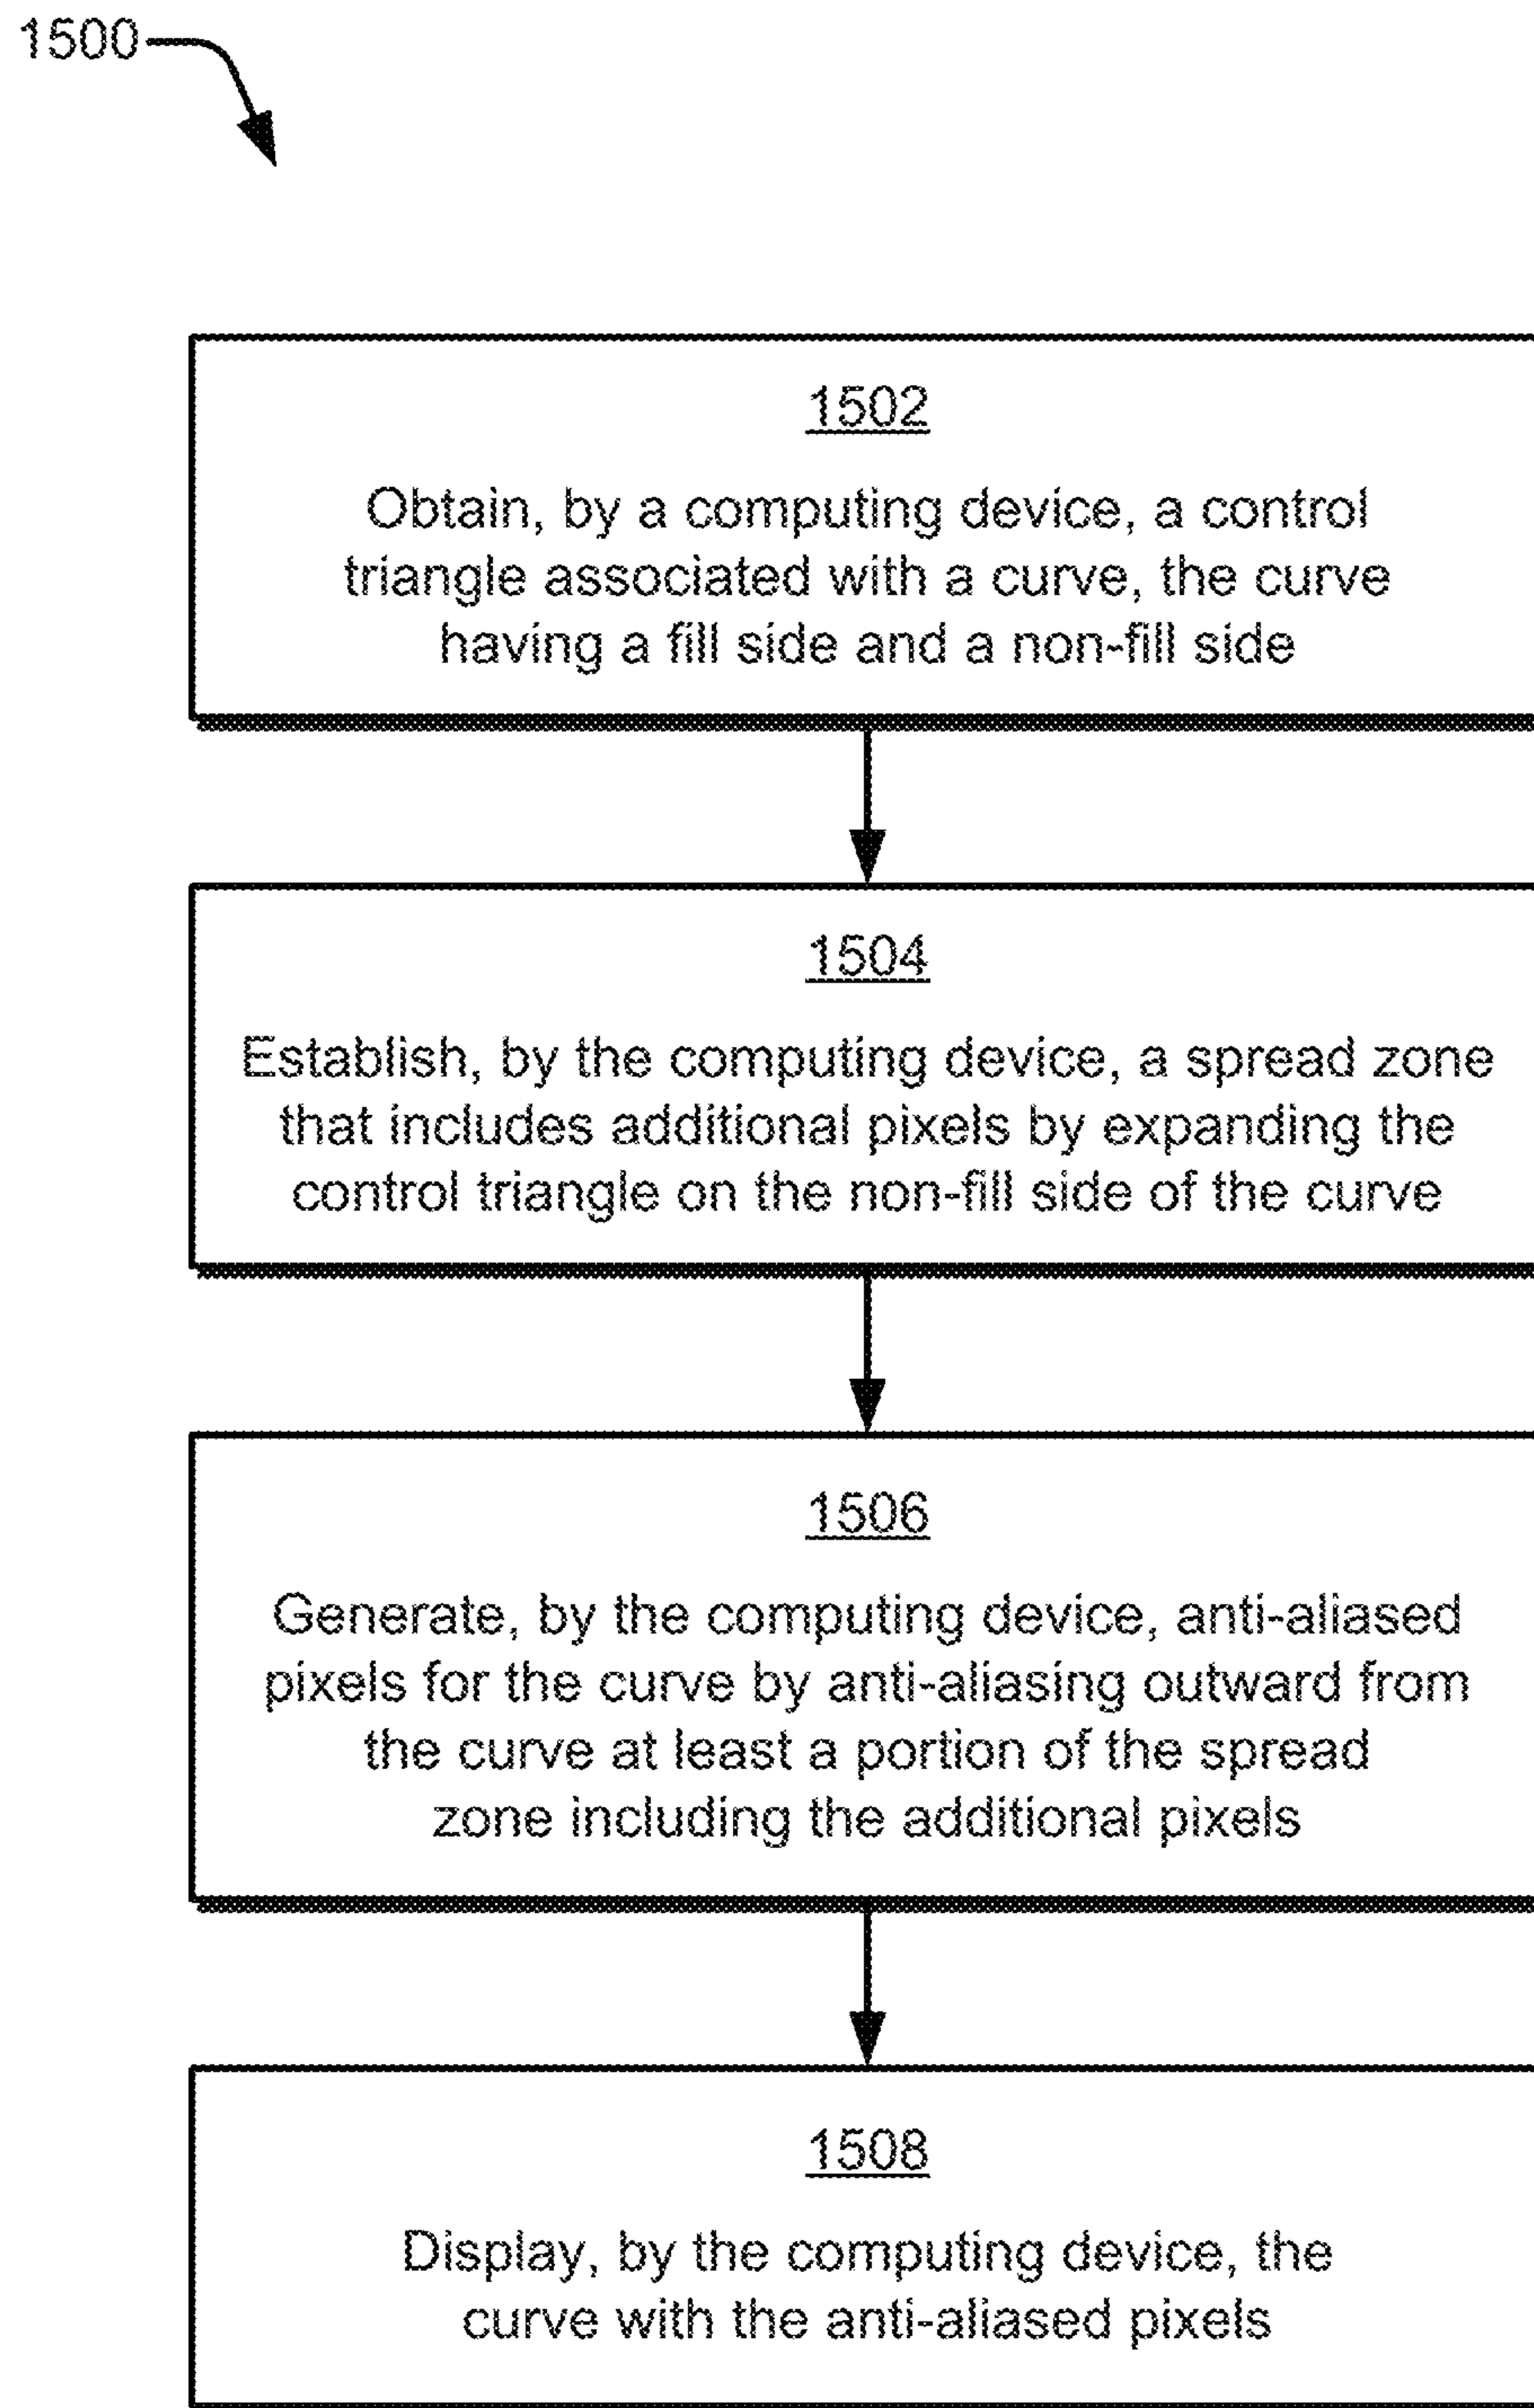 1500
1502
Obtain, by a computing device, a control
triangle associated with a curve, the curve
having a fill side and a non-fill side
1504
Establish, by the computing device, a spread zone
that includes additional pixels by expanding the
control triangle on the non-fill side of the curve
1506
Generate, by the computing device, anti-aliased
pixels for the curve by anti-aliasing outward from
the curve at least a portion of the spread
zone including the additional pixels
1508
Display, by the computing device, the
curve with the anti-aliased pixels